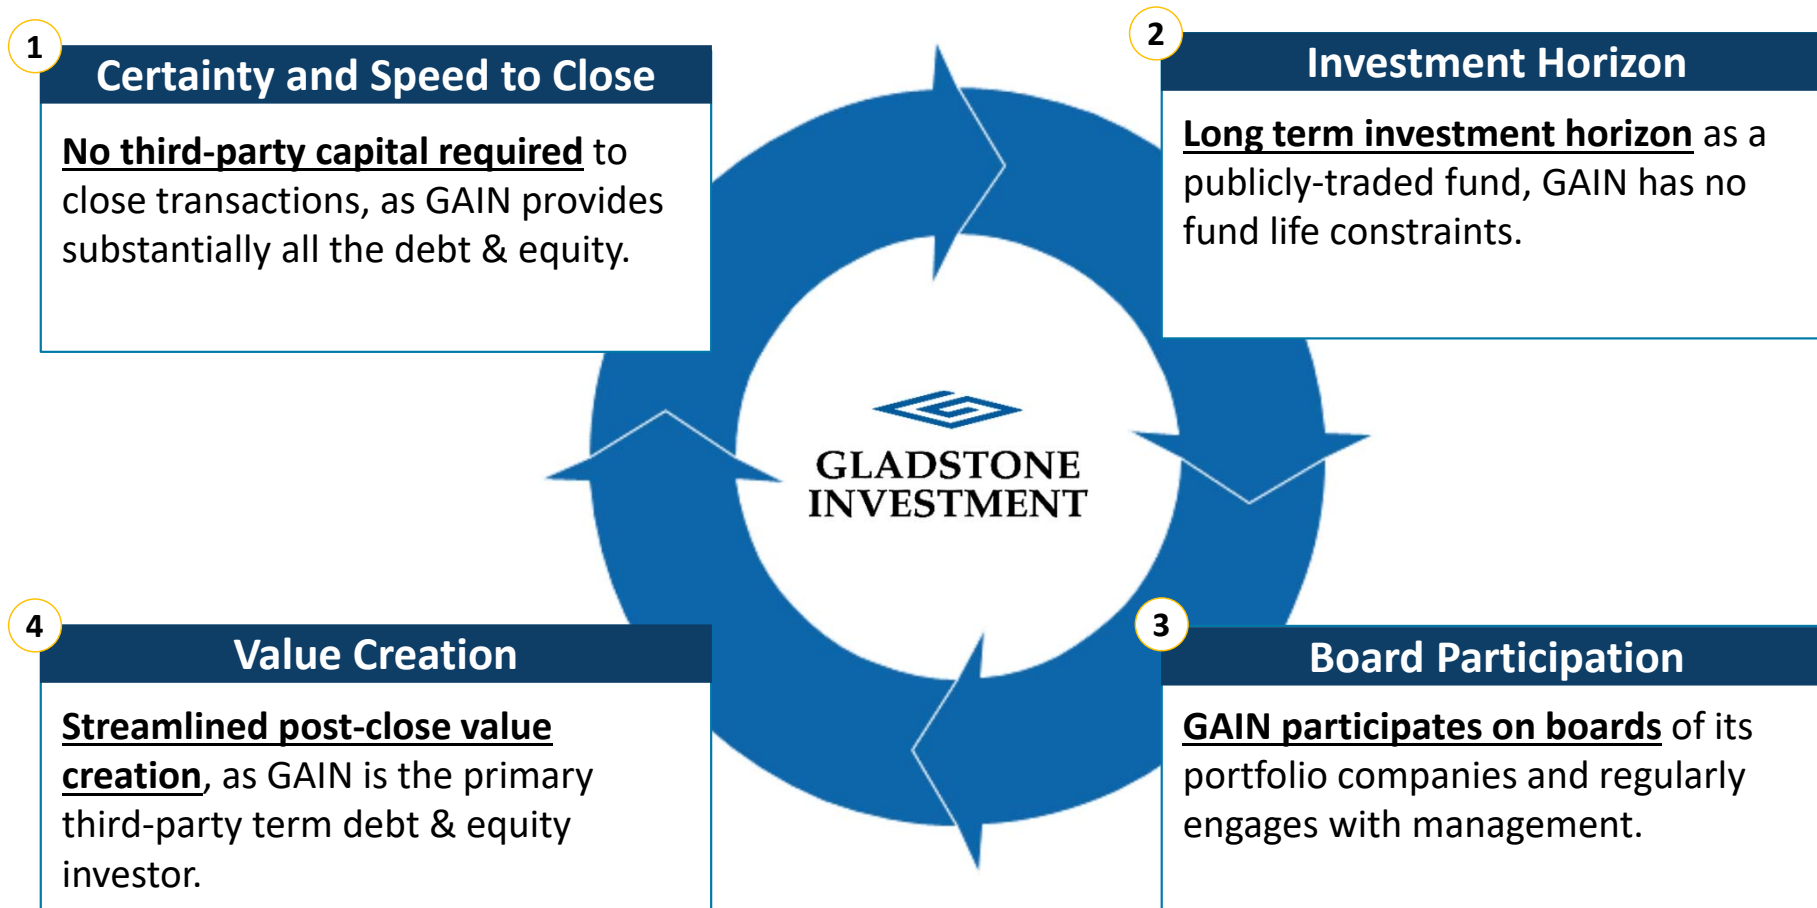 1
Certainty and Speed to Close
No third-party capital required to
close transactions, as GAIN provides
substantially all the debt & equity.
2
Investment Horizon
Long term investment horizon as a
publicly-traded fund, GAIN has no
fund life constraints.
GLADSTONE
INVESTMENT
4
Value Creation
Streamlined post-close value
creation, as GAIN is the primary
third-party term debt & equity
investor.
3
Board Participation
GAIN participates on boards of its
portfolio companies and regularly
engages with management.